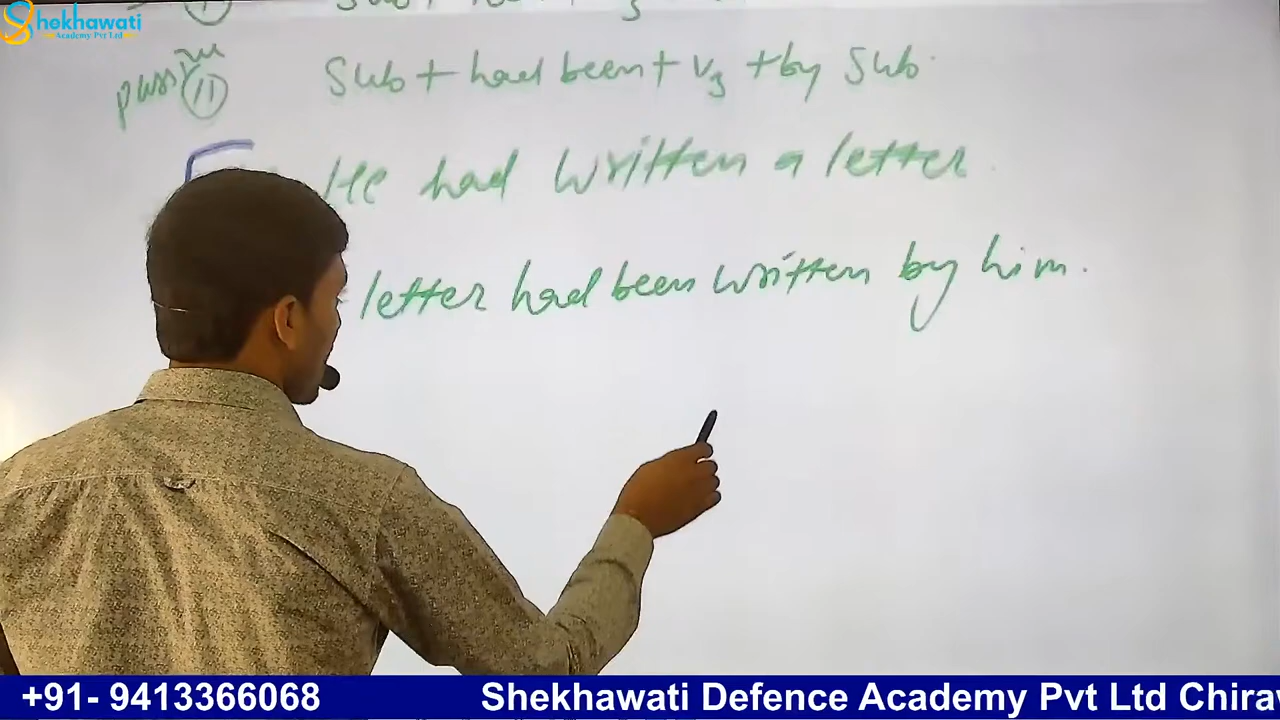 Shekhawati
Academy Pvt Ltd
passive
(11) Sub + had been + V3 + by Sub.
He had written a letter.
letter had been written by him.
+91- 9413366068 Shekhawati Defence Academy Pvt Ltd Chirav